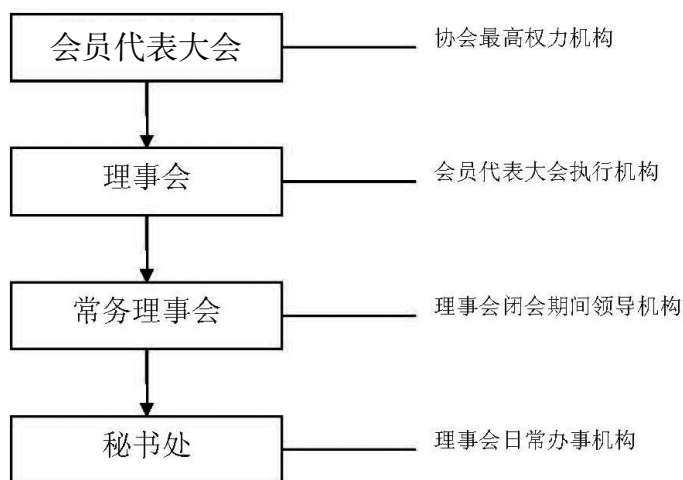 会员代表大会
协会最高权力机构
理事会
会员代表大会执行机构
常务理事会
理事会闭会期间领导机构
秘书处
理事会日常办事机构